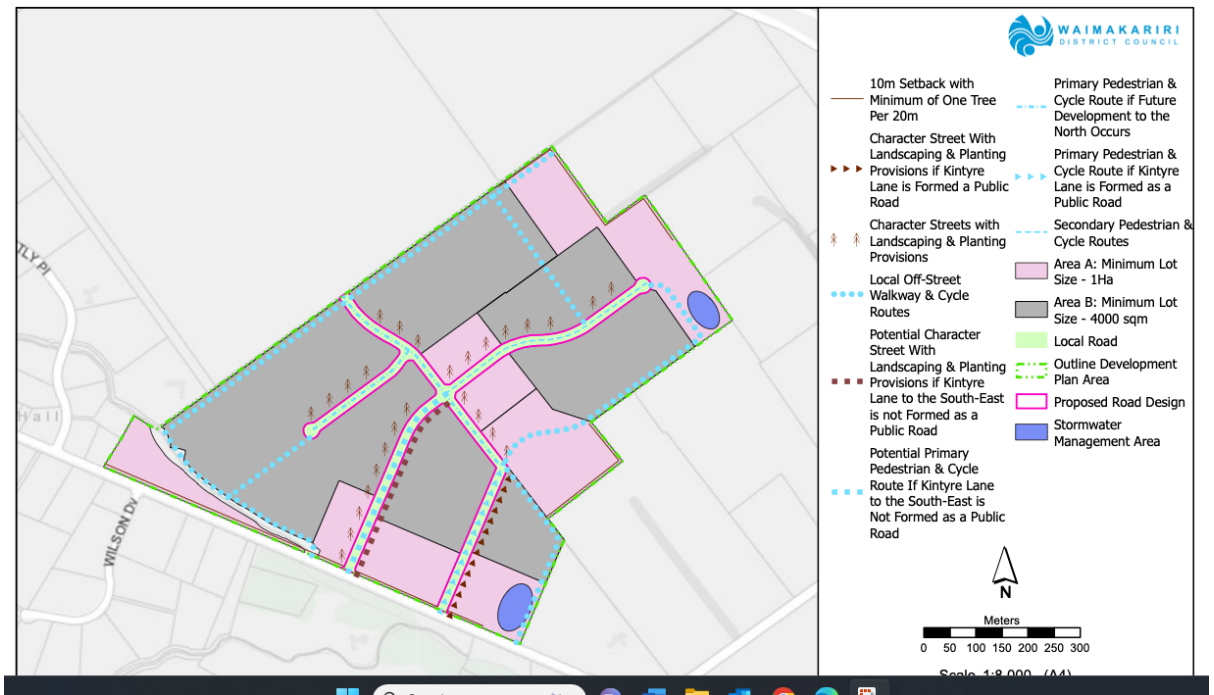 WAIMAKARIRI
DISTRICT COUNCIL
10m Setback with
Minimum of One Tree
Per 20m
Character Street With
Landscaping & Planting
Provisions if Kintyre
Lane is Formed a Public
Road
Character Streets with
Landscaping & Planting
Provisions
Local Off-Street
Walkway & Cycle
Routes
Potential Character
Street With
Landscaping & Planting
Provisions if Kintyre
Lane to the South-East
is not Formed as a
Public Road
Potential Primary
Pedestrian & Cycle
Route If Kintyre Lane
to the South-East is
Not Formed as a Public
Road
Primary Pedestrian &
Cycle Route if Future
Development to the
North Occurs
Primary Pedestrian &
Cycle Route if Kintyre
Lane is Formed as a
Public Road
Secondary Pedestrian &
Cycle Routes
Area A: Minimum Lot
Size - 1Ha
Area B: Minimum Lot
Size - 4000 sqm
Local Road
Outline Development
Plan Area
Proposed Road Design
Stormwater
Management Area
TLY Pl
Hall
WILSON Dv
N
Meters
0 50 100 150 200 250 300
Scale 1:8,000 (A4)